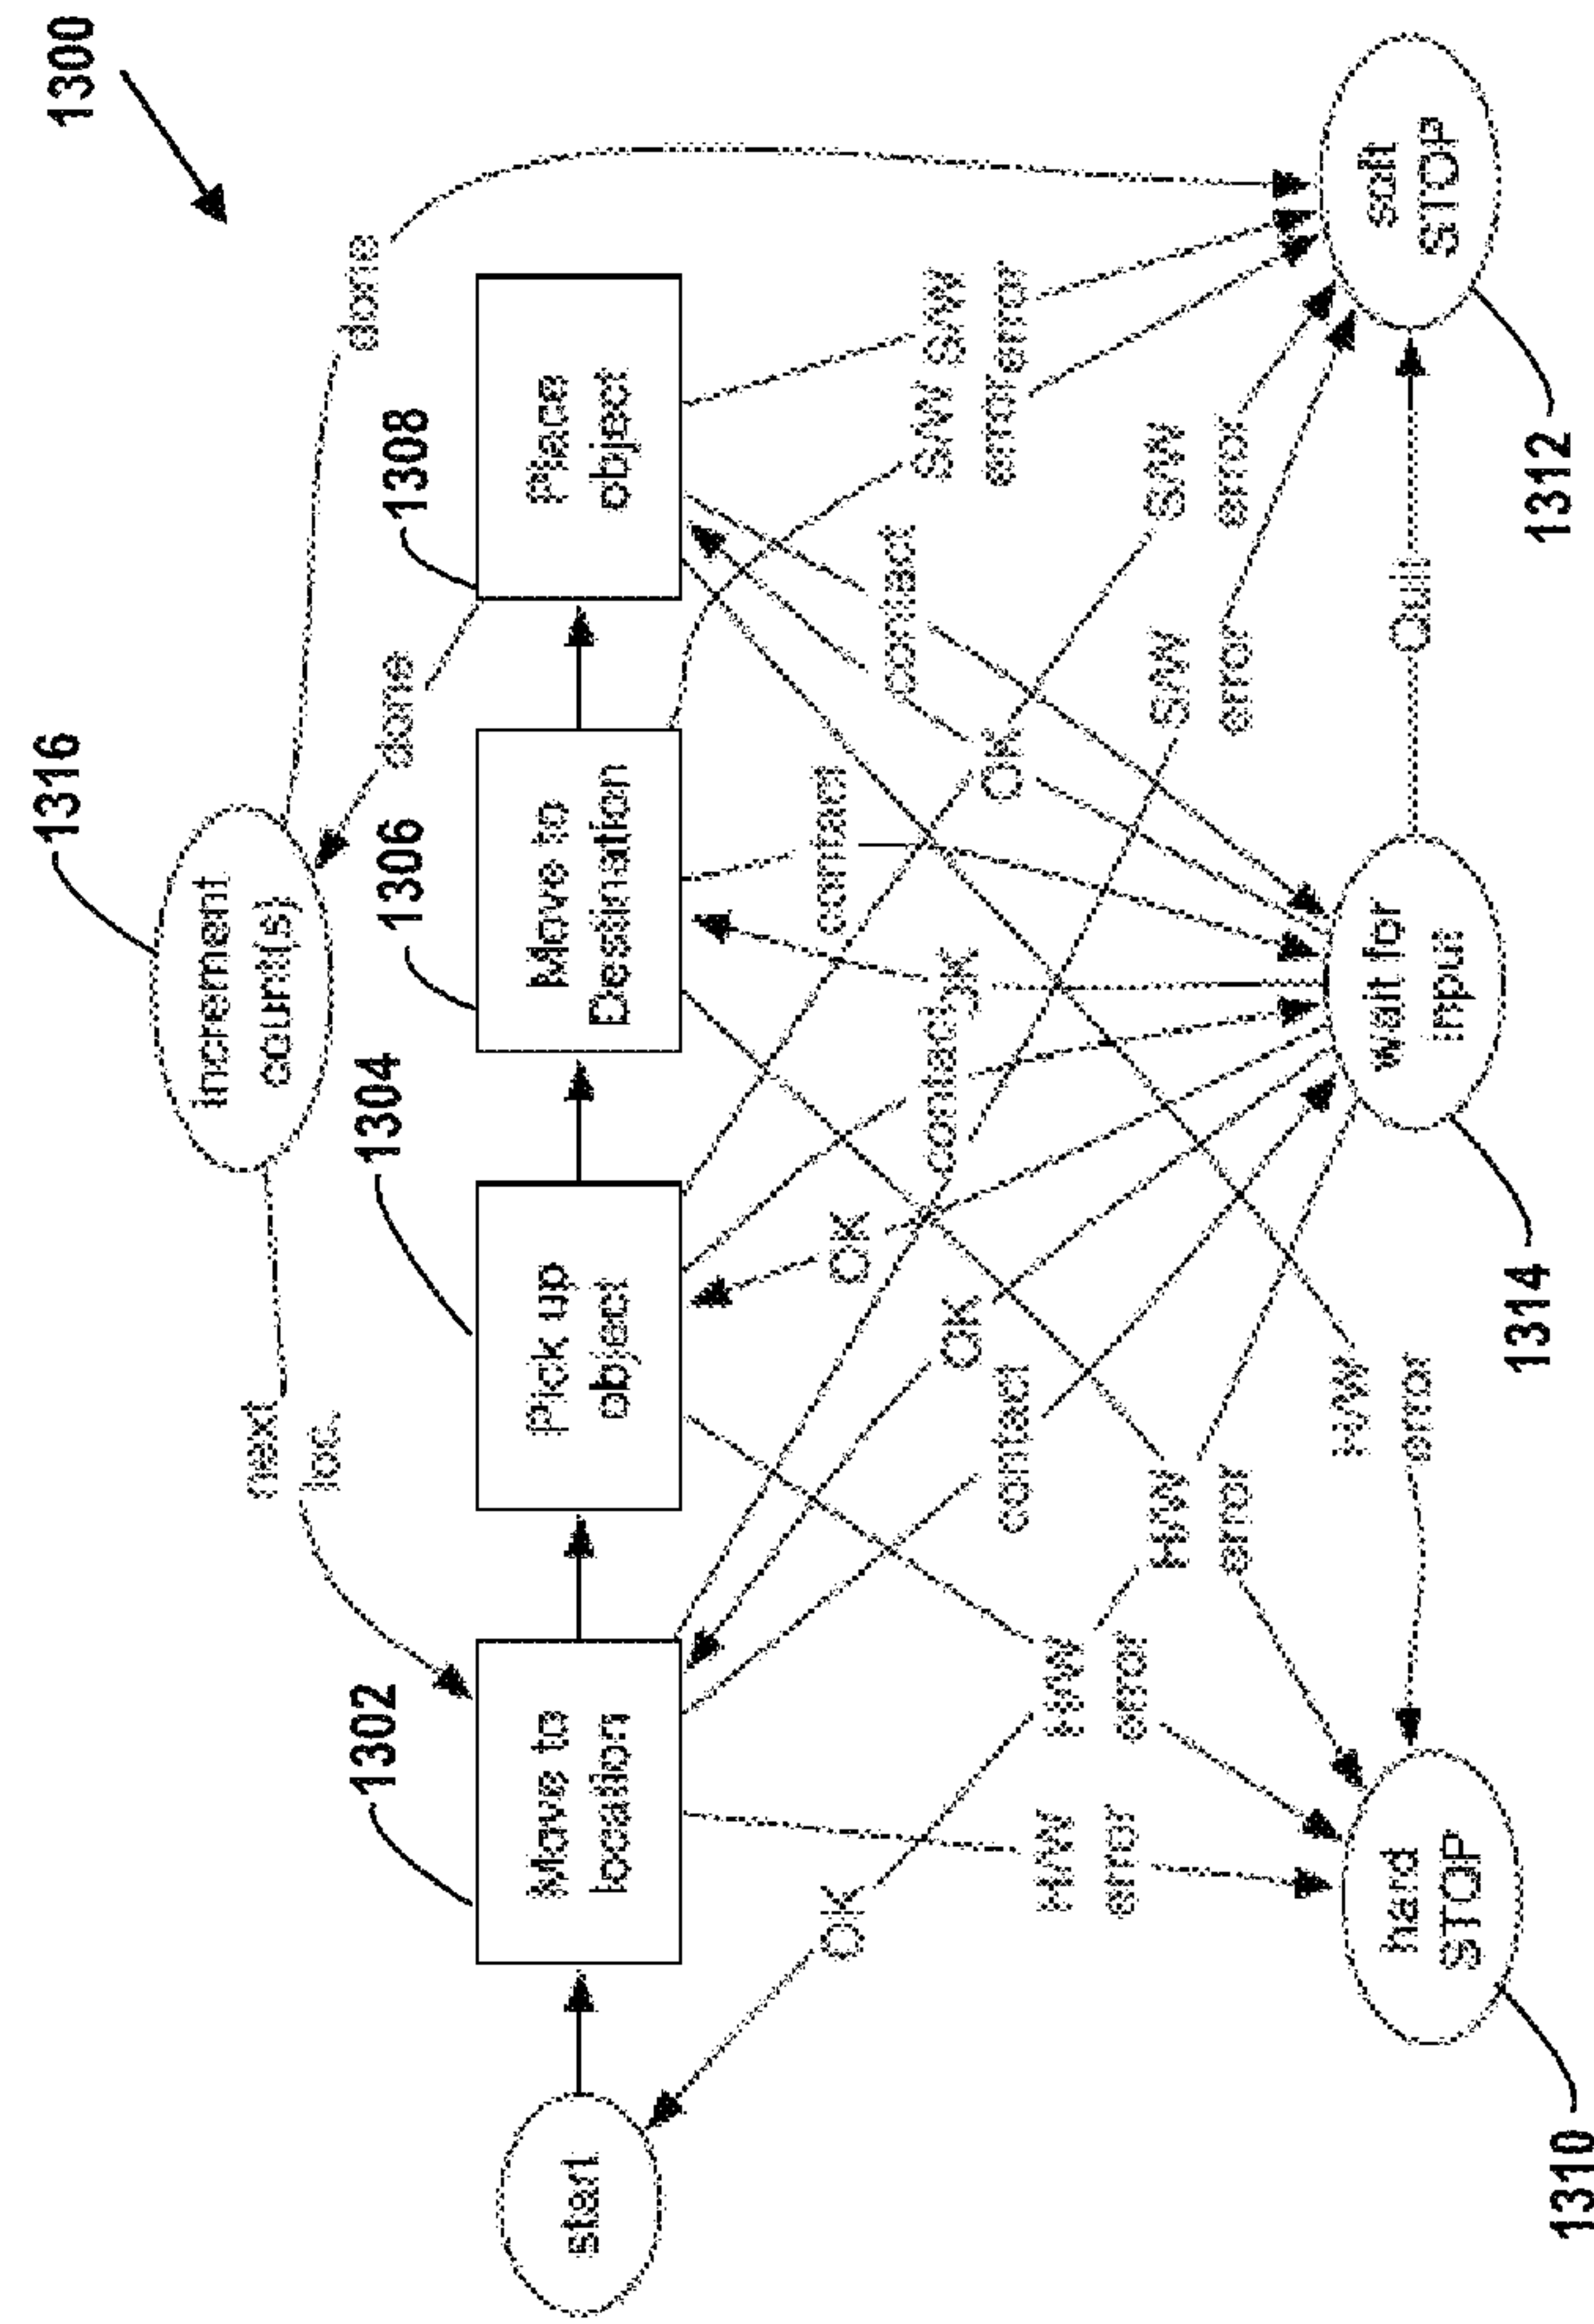 1300
1316
increment
count(s)
done
next
loc.
done
1302
1304
1306
1308
start
Move to
location
Pick up
object
Move to
Destination
Place
object
OK
OK
contact
contact
contact
S/W
S/W
error
error
OK
contact
OK
OK
S/W
error
H/W
error
H/W
error
H/W
error
S/W
error
H/W
error
Quit
hard
STOP
wait for
input
soft
STOP
1310
1314
1312